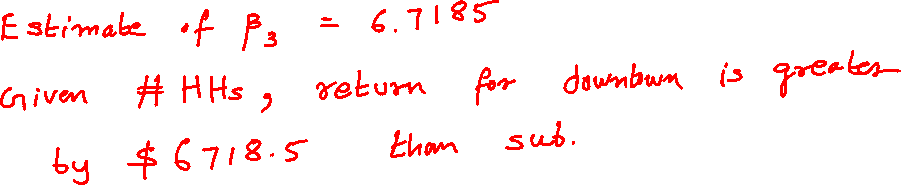 Estimate of β₃ = 6.7185
Given # HHs, return for downtown is greater
by $6718.5 than sub.